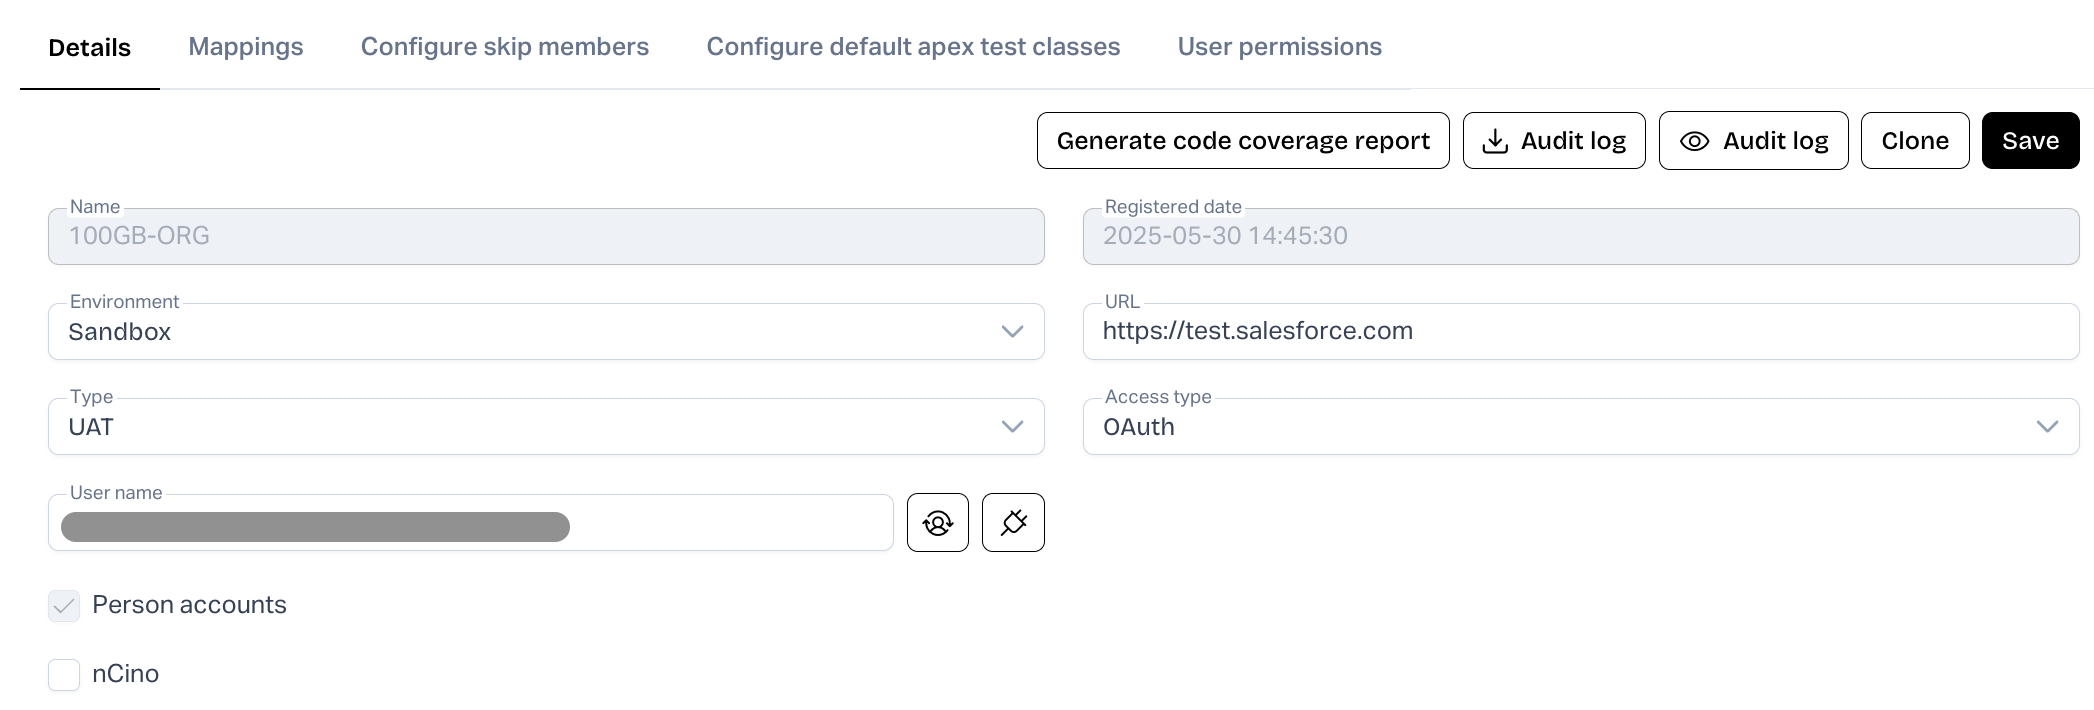 Details Mappings Configure skip members Configure default apex test classes User permissions
Generate code coverage report Audit log Audit log Clone Save
Name Registered date
100GB-ORG 2025-05-30 14:45:30
Environment URL
Sandbox https://test.salesforce.com
Type Access type
UAT OAuth
User name
Person accounts
nCino